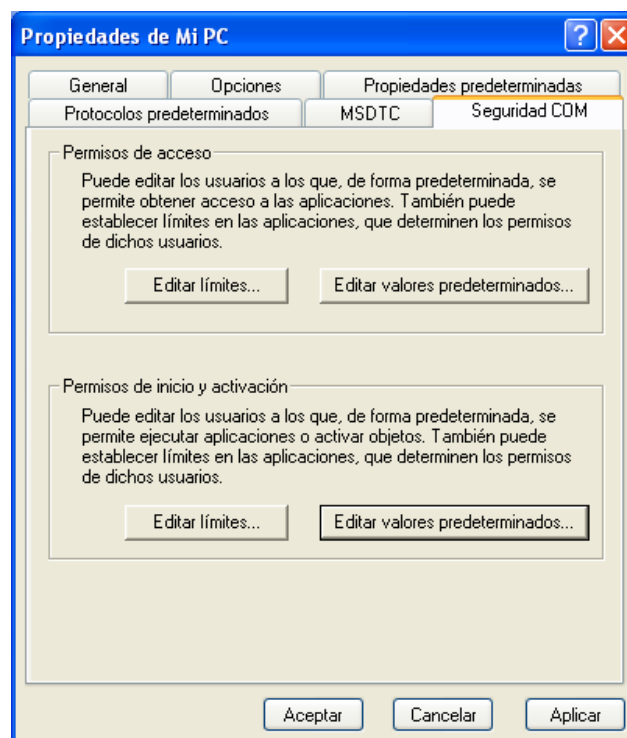 Propiedades de Mi PC
General
Opciones
Propiedades predeterminadas
Protocolos predeterminados
MSDTC
Seguridad COM
Permisos de acceso
Puede editar los usuarios a los que, de forma predeterminada, se
permite obtener acceso a las aplicaciones. También puede
establecer límites en las aplicaciones, que determinen los permisos
de dichos usuarios.
Editar límites...
Editar valores predeterminados...
Permisos de inicio y activación
Puede editar los usuarios a los que, de forma predeterminada, se
permite ejecutar aplicaciones o activar objetos. También puede
establecer límites en las aplicaciones, que determinen los permisos
de dichos usuarios.
Editar límites...
Editar valores predeterminados...
Aceptar
Cancelar
Aplicar